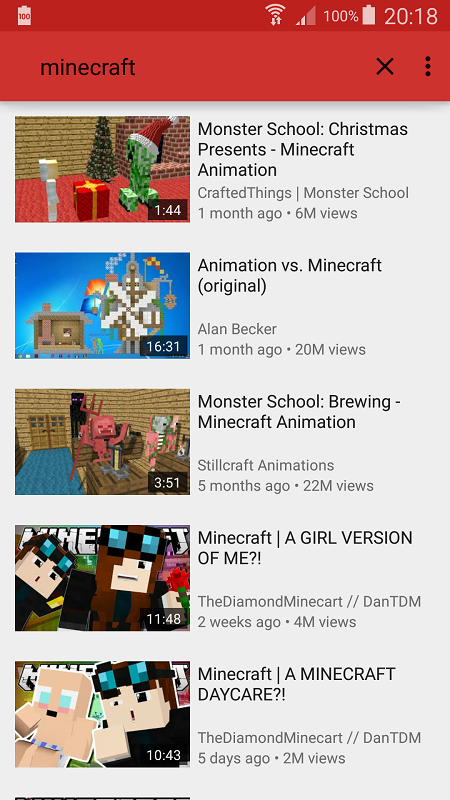 100
100%
20:18
minecraft
1:44
Monster School: Christmas
Presents - Minecraft
Animation
CraftedThings | Monster School
1 month ago • 6M views
16:31
Animation vs. Minecraft
(original)
Alan Becker
1 month ago • 20M views
3:51
Monster School: Brewing -
Minecraft Animation
Stillcraft Animations
5 months ago • 22M views
11:48
Minecraft | A GIRL VERSION
OF ME?!
TheDiamondMinecart // DanTDM
2 weeks ago • 4M views
10:43
Minecraft | A MINECRAFT
DAYCARE?!
TheDiamondMinecart // DanTDM
5 days ago • 2M views